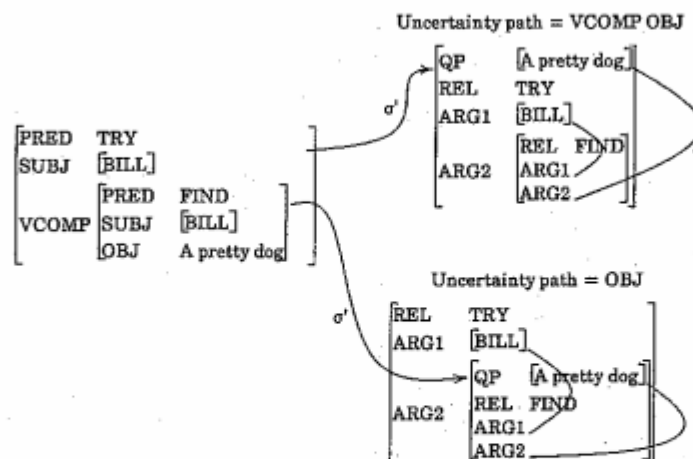 Uncertainty path = VCOMP OBJ
QP [A pretty dog]
REL TRY
ARG1 [BILL]
ARG2 [REL FIND]
ARG1
ARG2
σ'
PRED TRY
SUBJ [BILL]
VCOMP [PRED FIND
SUBJ [BILL]
OBJ A pretty dog]
Uncertainty path = OBJ
σ'
REL TRY
ARG1 [BILL]
ARG2 [QP [A pretty dog]
REL FIND
ARG1
ARG2